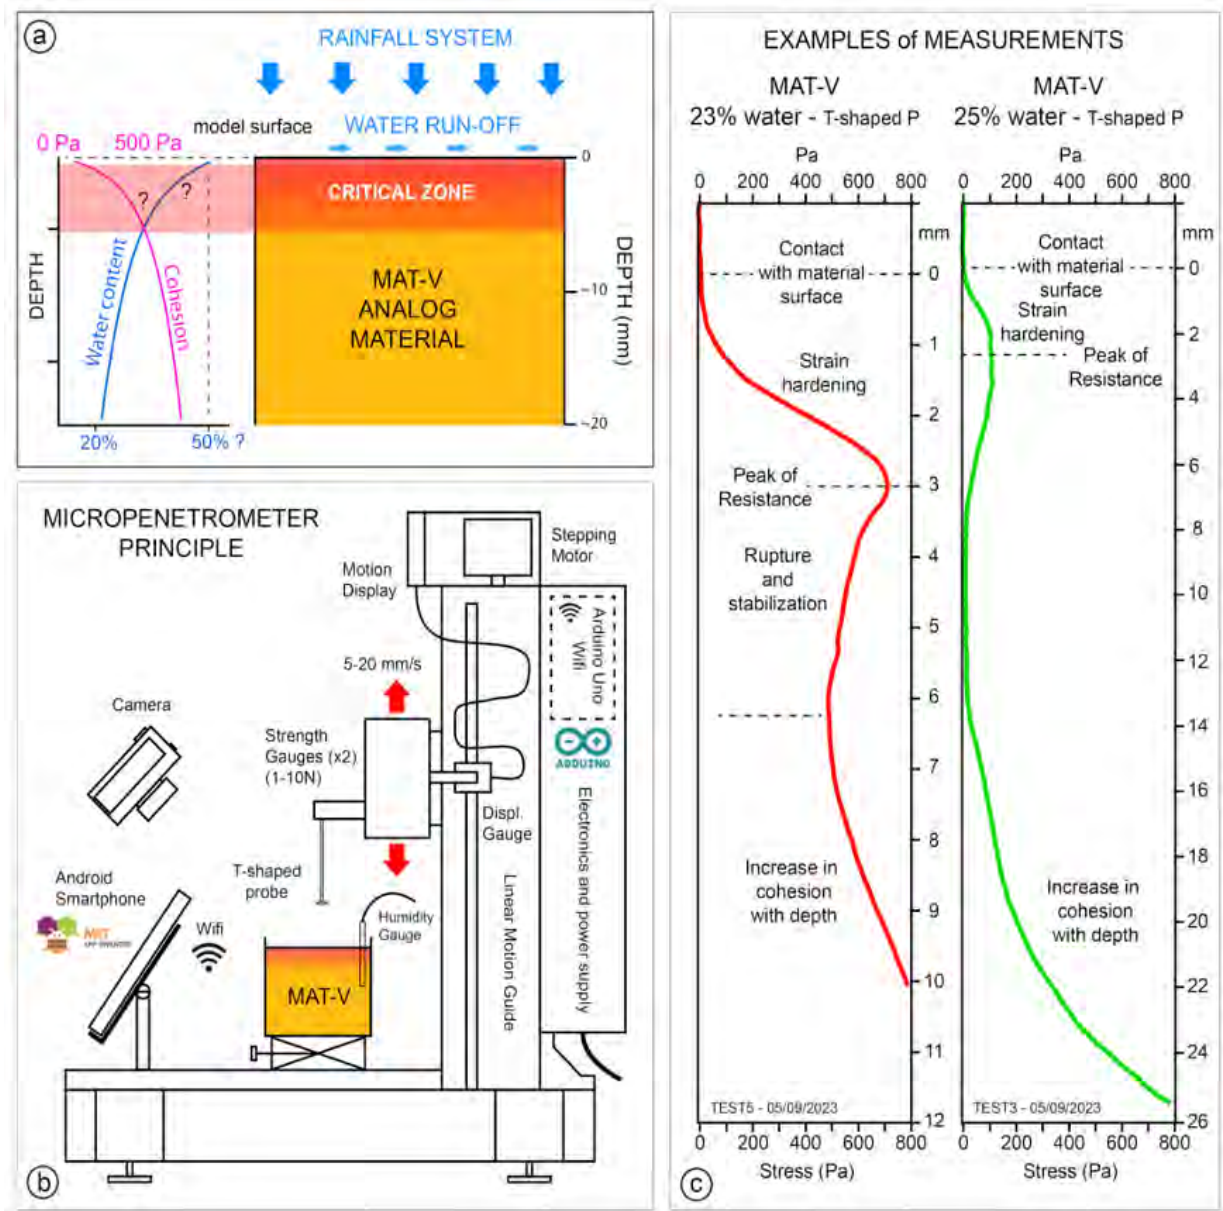 a
RAINFALL SYSTEM
model surface
WATER RUN-OFF
0 Pa
500 Pa
0
?
?
CRITICAL ZONE
DEPTH
Water content
Cohesion
MAT-V
ANALOG
MATERIAL
−10
DEPTH (mm)
−20
20%
50% ?
MICROPENETROMETER
PRINCIPLE
Stepping
Motor
Motion
Display
Arduino Uno
Wifi
5-20 mm/s
Camera
Strength
Gauges (x2)
(1-10N)
ARDUINO
Displ.
Gauge
Electronics and power supply
T-shaped
probe
Android
Smartphone
MIT
Wifi
Humidity
Gauge
Linear Motion Guide
MAT-V
b
EXAMPLES of MEASUREMENTS
MAT-V
23% water - T-shaped P
Pa
0 200 400 600 800
mm
Contact
with material
surface
0
1
Strain
hardening
2
Peak of
Resistance
3
Rupture
and
stabilization
4
5
6
7
8
Increase in
cohesion
with depth
9
10
11
12
TEST5 - 05/09/2023
0 200 400 600 800
Stress (Pa)
MAT-V
25% water - T-shaped P
Pa
0 200 400 600 800
mm
Contact
with material
surface
0
Strain
hardening
2
Peak of
Resistance
4
6
8
10
12
14
16
18
Increase in
cohesion
with depth
20
22
24
26
TEST3 - 05/09/2023
0 200 400 600 800
Stress (Pa)
c